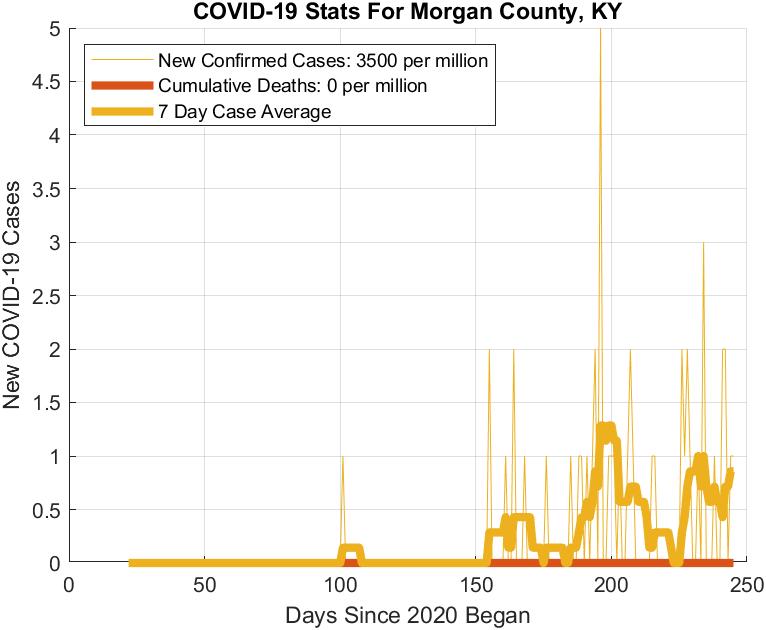 COVID-19 Stats For Morgan County, KY
New Confirmed Cases: 3500 per million
Cumulative Deaths: 0 per million
7 Day Case Average
New COVID-19 Cases
5
4.5
4
3.5
3
2.5
2
1.5
1
0.5
0
0 50 100 150 200 250
Days Since 2020 Began